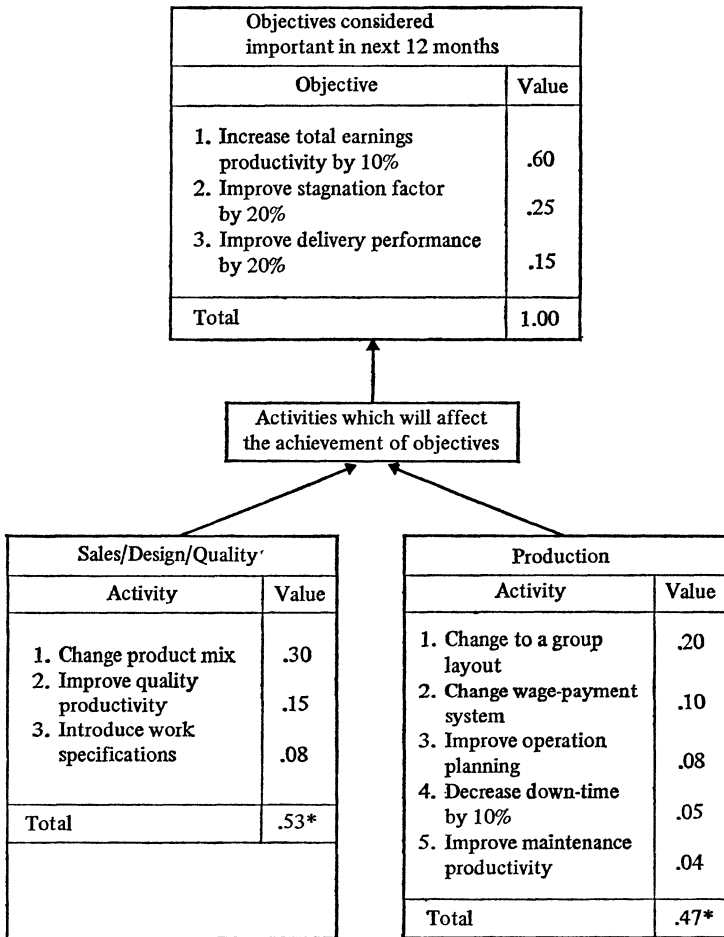 Objectives considered
important in next 12 months
Objective Value
1. Increase total earnings
productivity by 10% .60
2. Improve stagnation factor
by 20% .25
3. Improve delivery performance
by 20% .15
Total 1.00
Activities which will affect
the achievement of objectives
Sales/Design/Quality
Activity Value
1. Change product mix .30
2. Improve quality
productivity .15
3. Introduce work
specifications .08
Total .53*
Production
Activity Value
1. Change to a group .20
layout
2. Change wage-payment
system .10
3. Improve operation
planning .08
4. Decrease down-time
by 10% .05
5. Improve maintenance
productivity .04
Total .47*